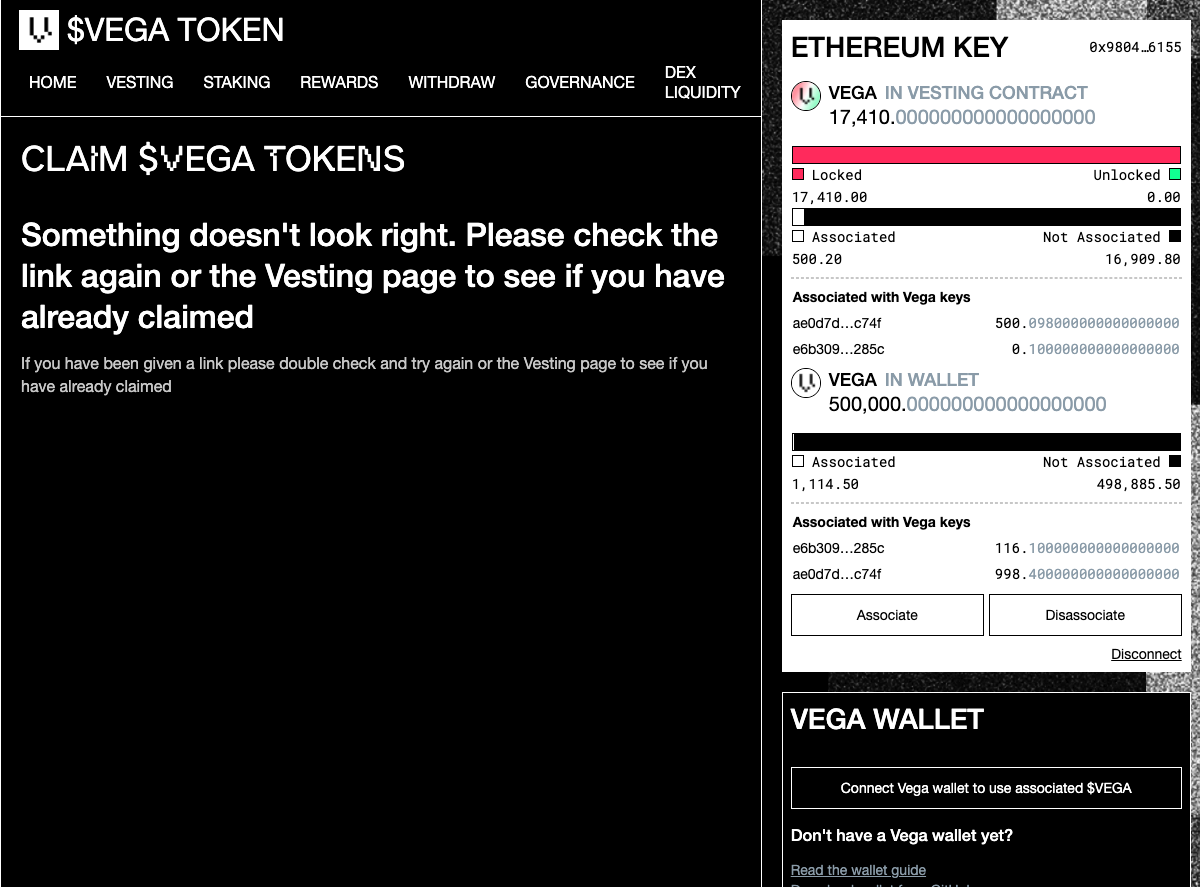 $VEGA TOKEN
HOME VESTING STAKING REWARDS WITHDRAW GOVERNANCE DEX
LIQUIDITY
CLAIM $VEGA TOKENS
Something doesn't look right. Please check the
link again or the Vesting page to see if you have
already claimed
If you have been given a link please double check and try again or the Vesting page to see if you
have already claimed
ETHEREUM KEY 0x9804…6155
VEGA IN VESTING CONTRACT
17,410.000000000000000000
Locked Unlocked
17,410.00 0.00
Associated Not Associated
500.20 16,909.80
Associated with Vega keys
ae0d7d…c74f 500.098000000000000000
e6b309…285c 0.100000000000000000
VEGA IN WALLET
500,000.000000000000000000
Associated Not Associated
1,114.50 498,885.50
Associated with Vega keys
e6b309…285c 116.100000000000000000
ae0d7d…c74f 998.400000000000000000
Associate Disassociate
Disconnect
VEGA WALLET
Connect Vega wallet to use associated $VEGA
Don't have a Vega wallet yet?
Read the wallet guide